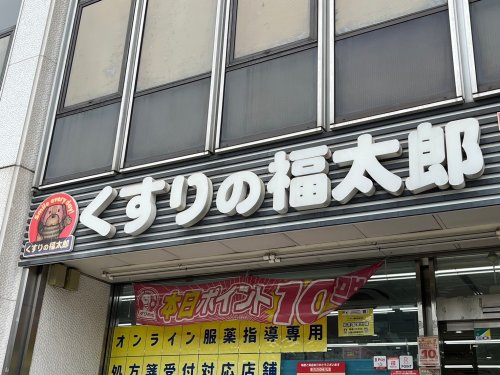 くすりの福太郎
くすりの福太郎
本日ポイント10倍
オンライン服薬指導専用
処方薬受付対応店舗